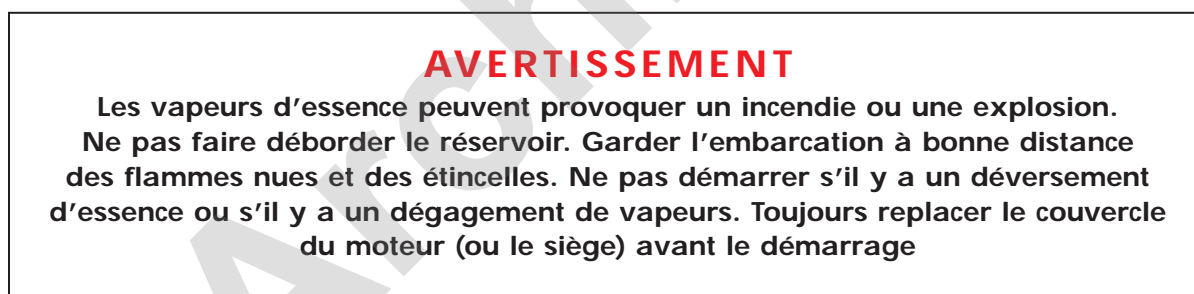 AVERTISSEMENT
Les vapeurs d’essence peuvent provoquer un incendie ou une explosion.
Ne pas faire déborder le réservoir. Garder l’embarcation à bonne distance
des flammes nues et des étincelles. Ne pas démarrer s’il y a un déversement
d’essence ou s’il y a un dégagement de vapeurs. Toujours replacer le couvercle
du moteur (ou le siège) avant le démarrage